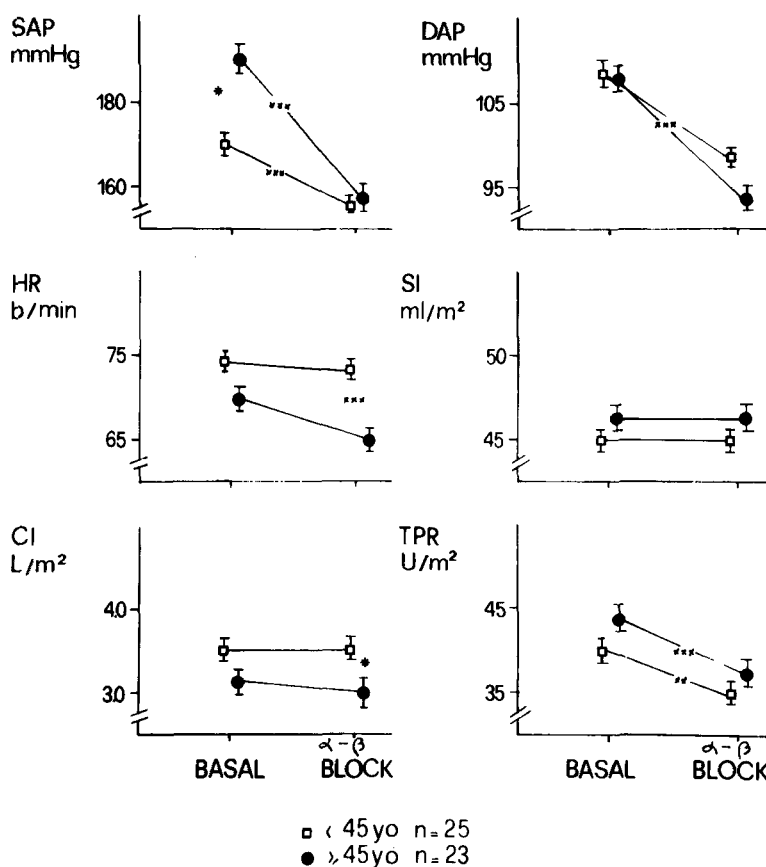 SAP
mmHg
180
160
*
***
***
DAP
mmHg
105
95
***
HR
b/min
75
65
***
SI
ml/m²
50
45
CI
L/m²
4.0
3.0
*
BASAL
α-β
BLOCK
TPR
U/m²
45
35
***
**
BASAL
α-β
BLOCK
< 45yo n=25
⩾ 45yo n=23